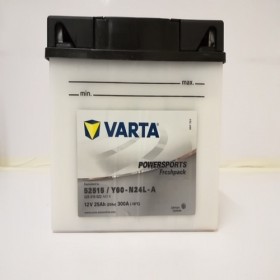 max.
min.
VARTA
POWERSPORTS
Freshpack
52515 / Y60-N24L-A
12V 25Ah 300A